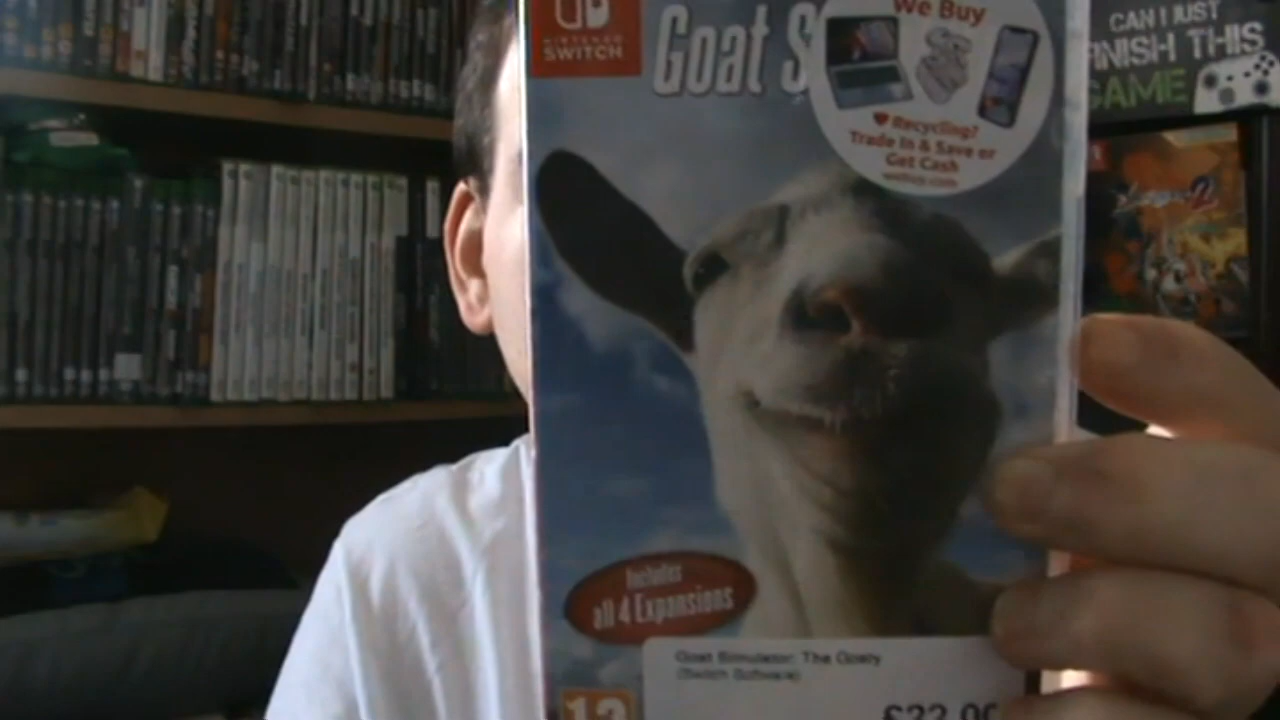 NINTENDO
SWITCH
Goat S
We Buy
♥ Recycling?
Trade In & Save or
Get Cash
CAN I JUST
FINISH THIS
GAME
Includes
all 4 Expansions
Goat Simulator: The Goaty
(Switch Software)
12